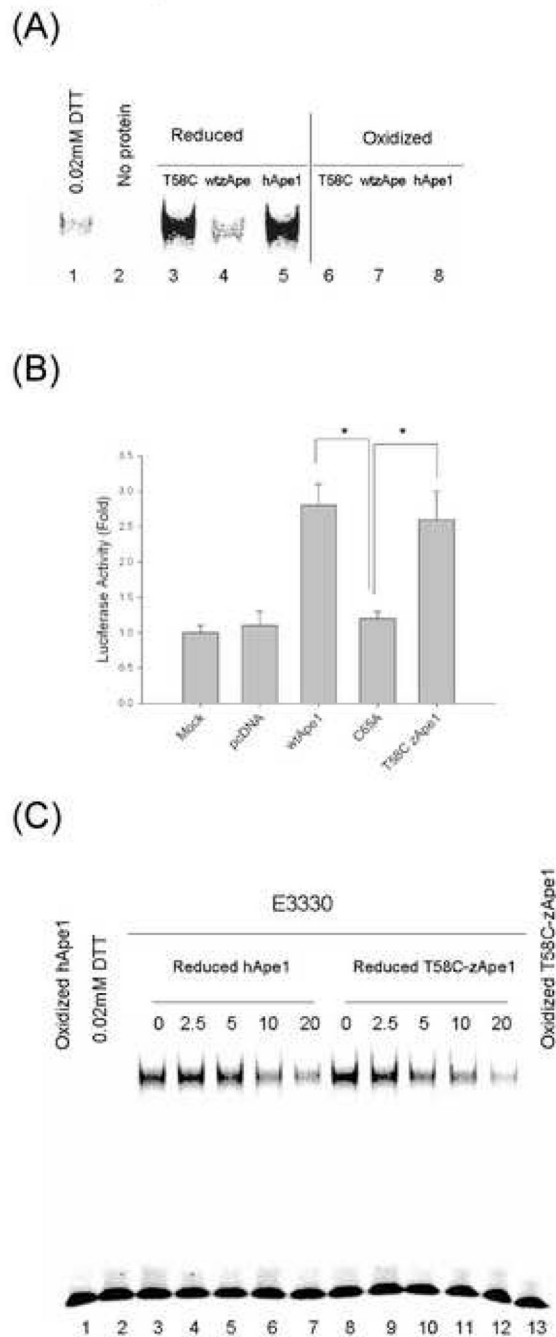 (A)
0.02mM DTT
No protein
Reduced
Oxidized
T58C wtzApe hApe1
T58C wtzApe hApe1
1 2 3 4 5 6 7 8
(B)
* *
Luciferase Activity (Fold)
3.5
3.0
2.5
2.0
1.5
1.0
0.5
0.0
Mock
pcDNA
wtApe1
C65A
T58C zApe1
(C)
Oxidized hApe1
0.02mM DTT
E3330
Reduced hApe1
Reduced T58C-zApe1
Oxidized T58C-zApe1
0 2.5 5 10 20 0 2.5 5 10 20
1 2 3 4 5 6 7 8 9 10 11 12 13